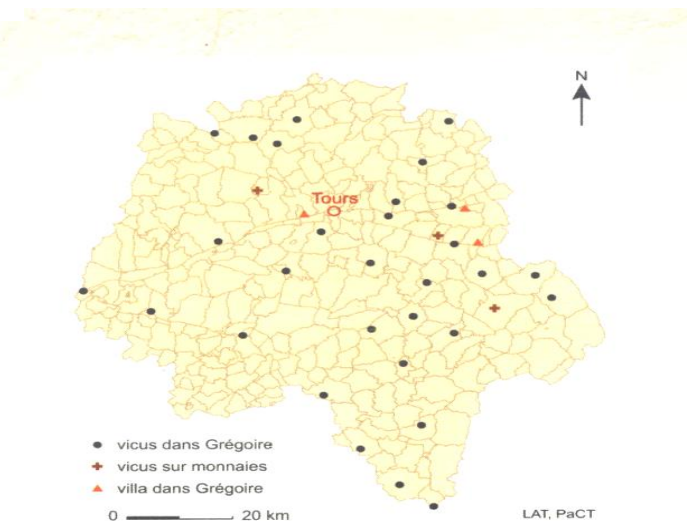 N
Tours
vicus dans Grégoire
vicus sur monnaies
villa dans Grégoire
0 20 km
LAT, PaCT